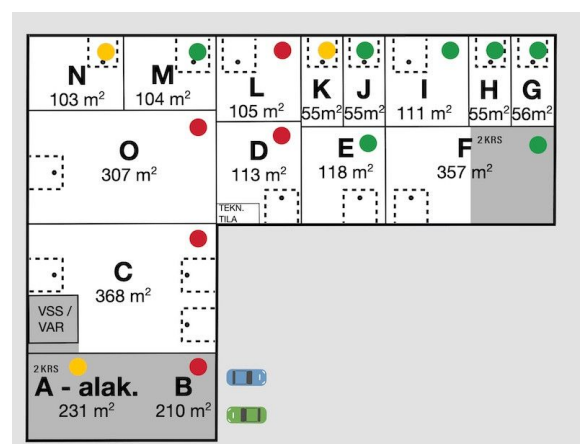 N
103 m²
M
104 m²
L
105 m²
K
55m²
J
55m²
I
111 m²
H
55m²
G
56m²
O
307 m²
D
113 m²
TEKN.
TILA
E
118 m²
F 2 KRS
357 m²
C
368 m²
VSS /
VAR
2 KRS
A - alak.
231 m²
B
210 m²